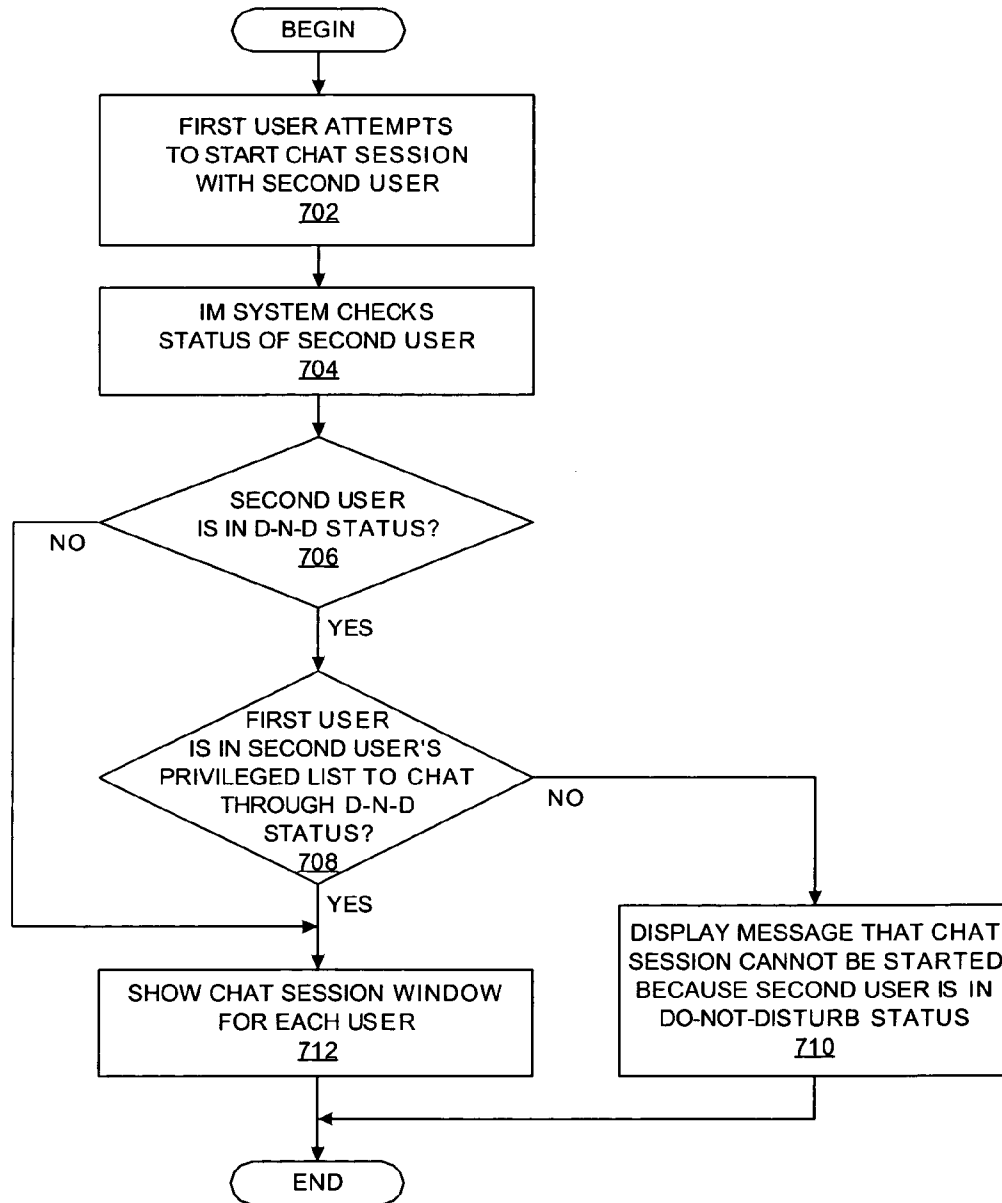 BEGIN
FIRST USER ATTEMPTS
TO START CHAT SESSION
WITH SECOND USER
702
IM SYSTEM CHECKS
STATUS OF SECOND USER
704
SECOND USER
IS IN D-N-D STATUS?
706
NO
YES
FIRST USER
IS IN SECOND USER'S
PRIVILEGED LIST TO CHAT
THROUGH D-N-D
STATUS?
708
NO
YES
DISPLAY MESSAGE THAT CHAT
SESSION CANNOT BE STARTED
BECAUSE SECOND USER IS IN
DO-NOT-DISTURB STATUS
710
SHOW CHAT SESSION WINDOW
FOR EACH USER
712
END